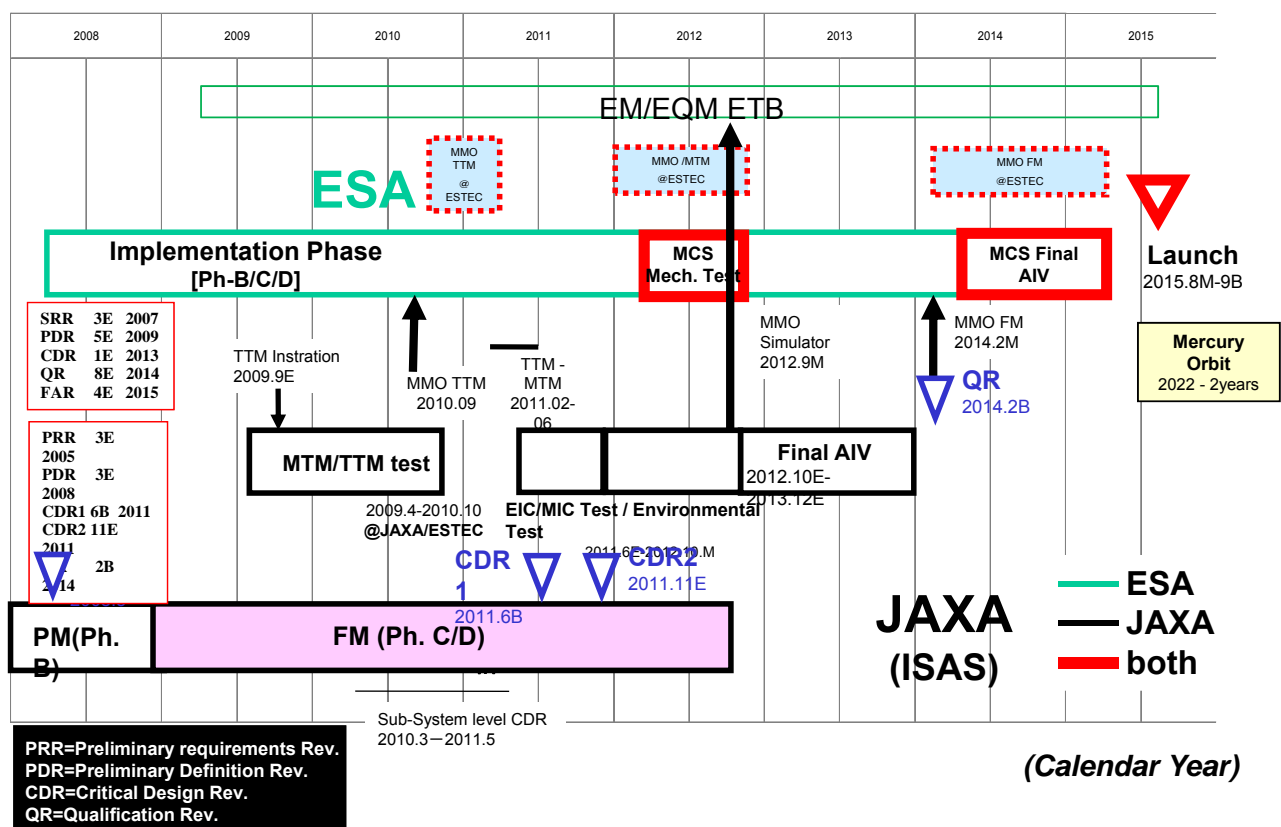 2008 2009 2010 2011 2012 2013 2014 2015
EM/EQM ETB
MMO
TTM
@
ESTEC
MMO /MTM
@ESTEC
MMO FM
@ESTEC
ESA
Implementation Phase
[Ph-B/C/D]
MCS
Mech. Test
MCS Final
AIV
Launch
2015.8M-9B
SRR 3E 2007
PDR 5E 2009
CDR 1E 2013
QR 8E 2014
FAR 4E 2015
TTM Instration
2009.9E
MMO TTM
2010.09
TTM -
MTM
2011.02-
06
MMO
Simulator
2012.9M
MMO FM
2014.2M
QR
2014.2B
Mercury
Orbit
2022 - 2years
PRR 3E
2005
PDR 3E
2008
CDR1 6B 2011
CDR2 11E
2011
2B
2014
MTM/TTM test
2009.4-2010.10
@JAXA/ESTEC
Final AIV
2012.10E-
2013.12E
EIC/MIC Test / Environmental
Test
2011.6E-2012.10.M
CDR
1
2011.6B
CDR2
2011.11E
PM(Ph.
B)
FM (Ph. C/D)
JAXA
(ISAS)
ESA
JAXA
both
Sub-System level CDR
2010.3－2011.5
PRR=Preliminary requirements Rev.
PDR=Preliminary Definition Rev.
CDR=Critical Design Rev.
QR=Qualification Rev.
(Calendar Year)